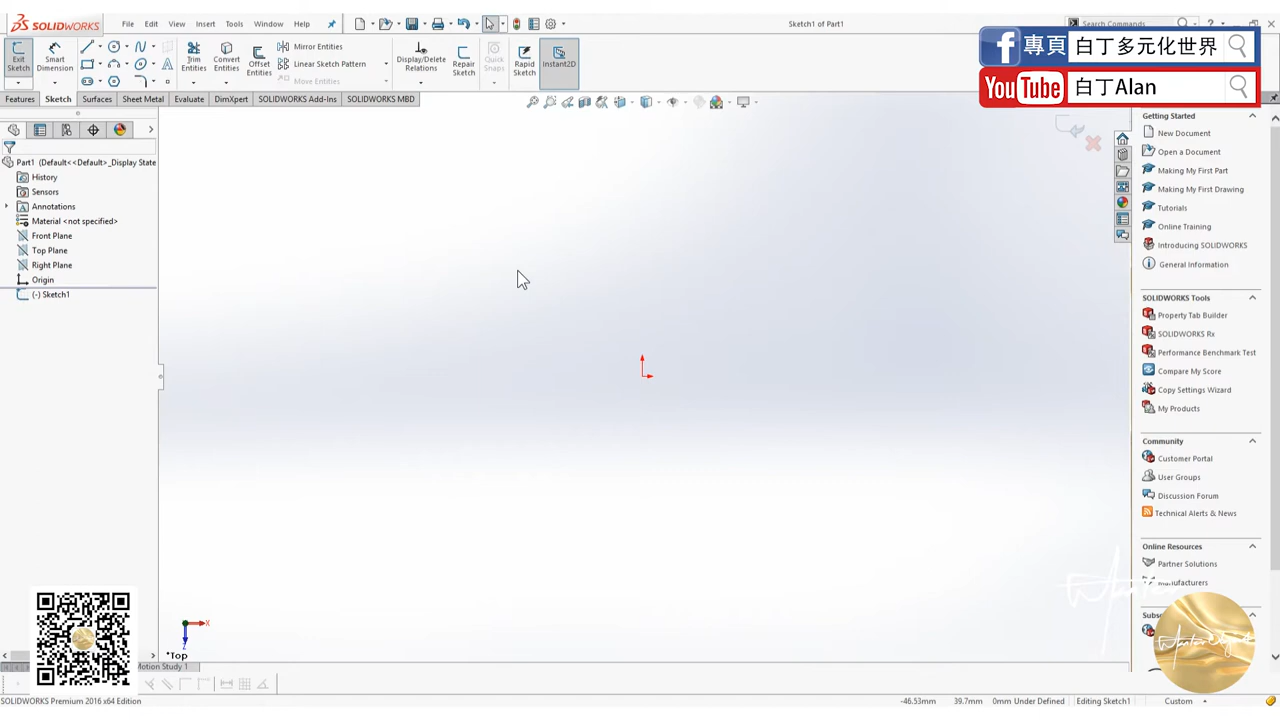 SOLIDWORKS
File
Edit
View
Insert
Tools
Window
Help
Sketch1 of Part1
Search Commands
專頁
白丁多元化世界
YouTube
白丁Alan
Exit Sketch
Smart Dimension
Trim Entities
Convert Entities
Offset Entities
Mirror Entities
Linear Sketch Pattern
Move Entities
Display/Delete Relations
Repair Sketch
Quick Snaps
Rapid Sketch
Instant2D
Features
Sketch
Surfaces
Sheet Metal
Evaluate
DimXpert
SOLIDWORKS Add-Ins
SOLIDWORKS MBD
Part1 (Default<<Default>_Display State
History
Sensors
Annotations
Material <not specified>
Front Plane
Top Plane
Right Plane
Origin
(-) Sketch1
Getting Started
New Document
Open a Document
Making My First Part
Making My First Drawing
Tutorials
Online Training
Introducing SOLIDWORKS
General Information
SOLIDWORKS Tools
Property Tab Builder
SOLIDWORKS Rx
Performance Benchmark Test
Compare My Score
Copy Settings Wizard
My Products
Community
Customer Portal
User Groups
Discussion Forum
Technical Alerts & News
Online Resources
Partner Solutions
Manufacturers
X
Z
*Top
Motion Study 1
SOLIDWORKS Premium 2016 x64 Edition
-46.53mm
39.7mm
0mm Under Defined
Editing Sketch1
Custom